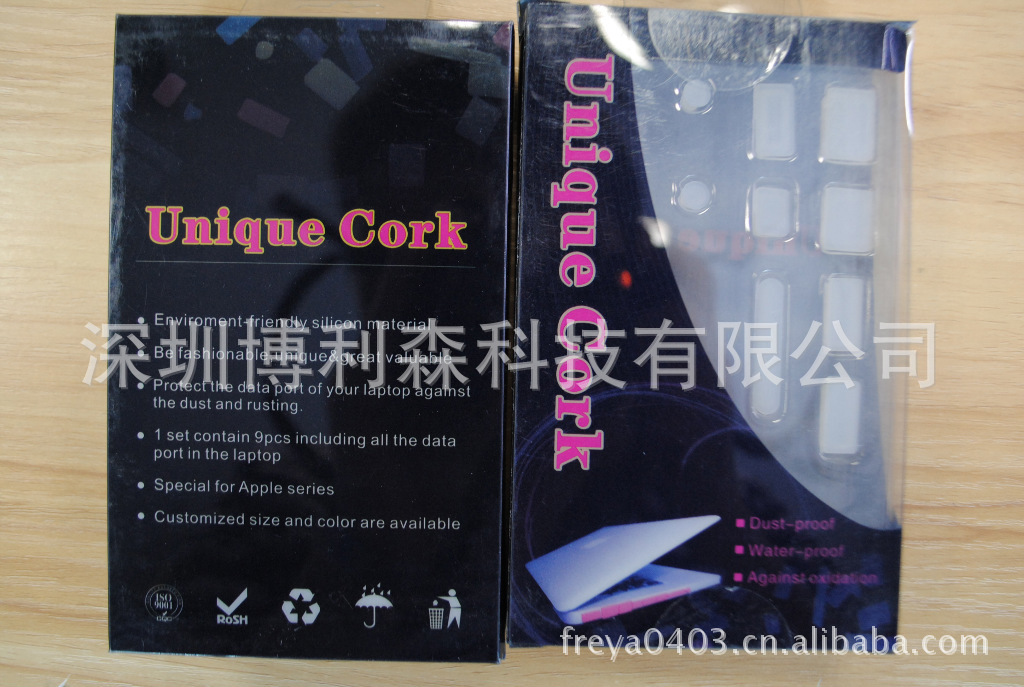 Unique Cork
Enviroment-friendly silicon material
Be fashionable,unique&great valuable
Protect the data port of your laptop against
the dust and rusting.
1 set contain 9pcs including all the data
port in the laptop
Special for Apple series
Customized size and color are available
ISO
9001
RoSH
Unique Cork
Dust-proof
Water-proof
Against oxidation
深圳博利森科技有限公司
freya0403.cn.alibaba.com